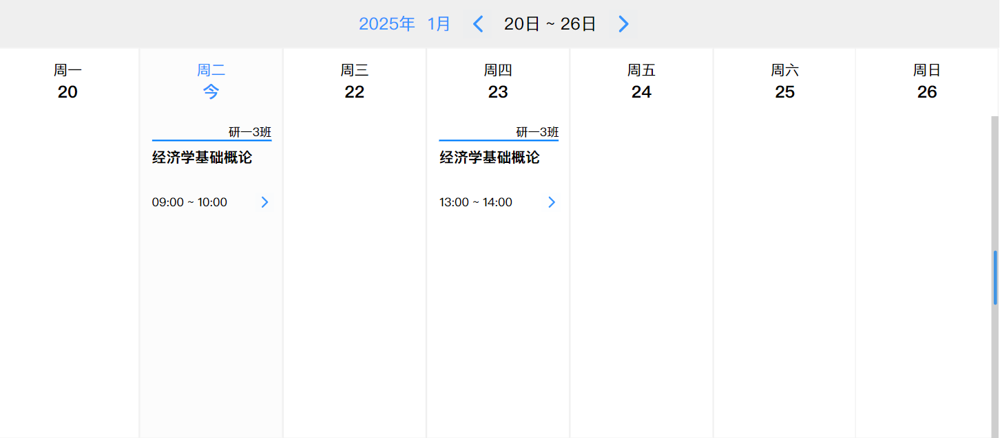 2025年 1月 20日 ~ 26日
周一 周二 周三 周四 周五 周六 周日
20 今 22 23 24 25 26
研一3班 研一3班
经济学基础概论 经济学基础概论
09:00 ~ 10:00 13:00 ~ 14:00